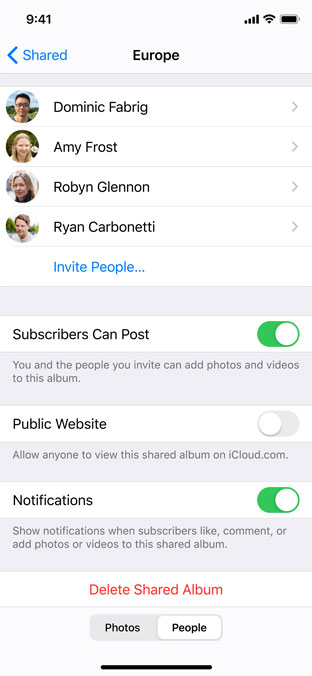 9:41
Shared
Europe
Dominic Fabrig
Amy Frost
Robyn Glennon
Ryan Carbonetti
Invite People...
Subscribers Can Post
You and the people you invite can add photos and videos
to this album.
Public Website
Allow anyone to view this shared album on iCloud.com.
Notifications
Show notifications when subscribers like, comment, or
add photos or videos to this shared album.
Delete Shared Album
Photos
People